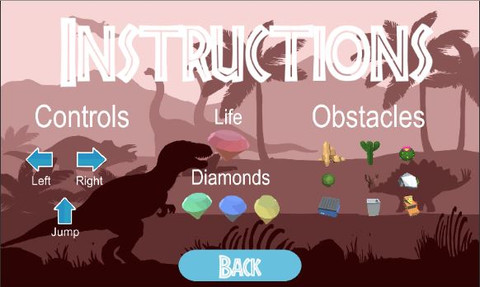 INSTRUCTIONS
Controls
Life
Obstacles
Left
Right
Diamonds
Jump
BACK